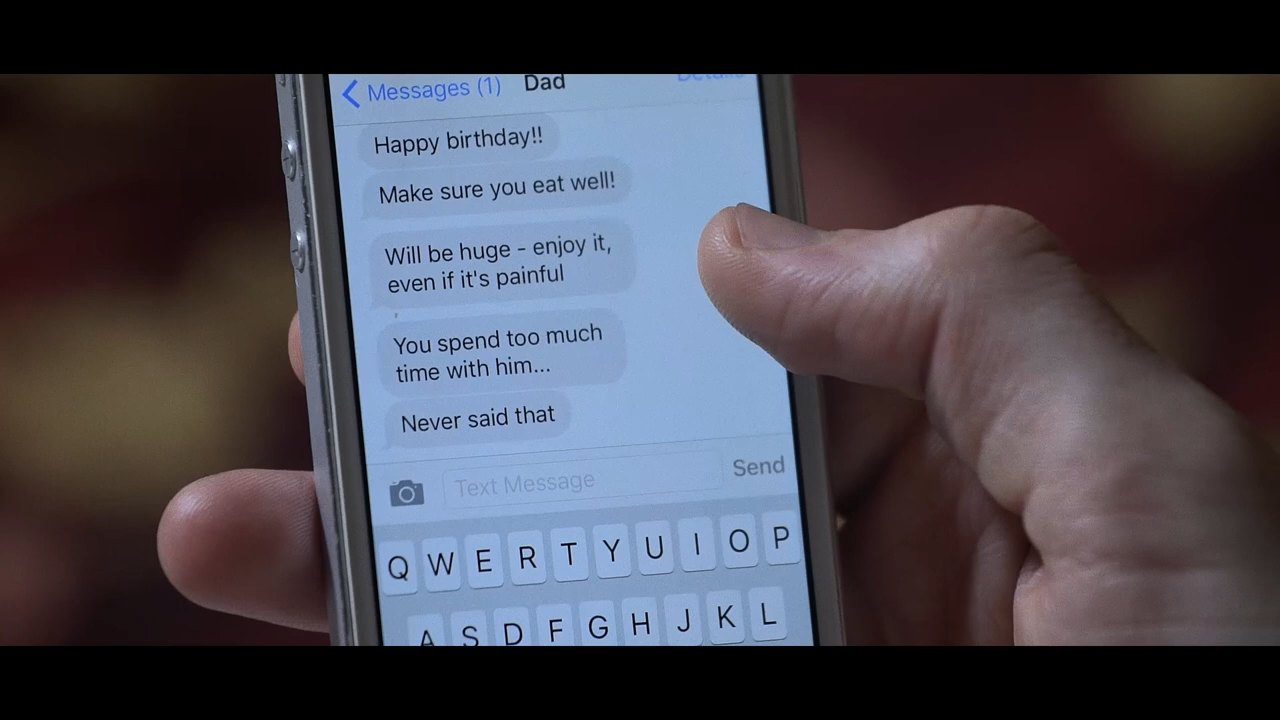 Messages (1) Dad Details
Happy birthday!!
Make sure you eat well!
Will be huge - enjoy it,
even if it's painful
You spend too much
time with him...
Never said that
Text Message Send
Q W E R T Y U I O P
A S D F G H J K L